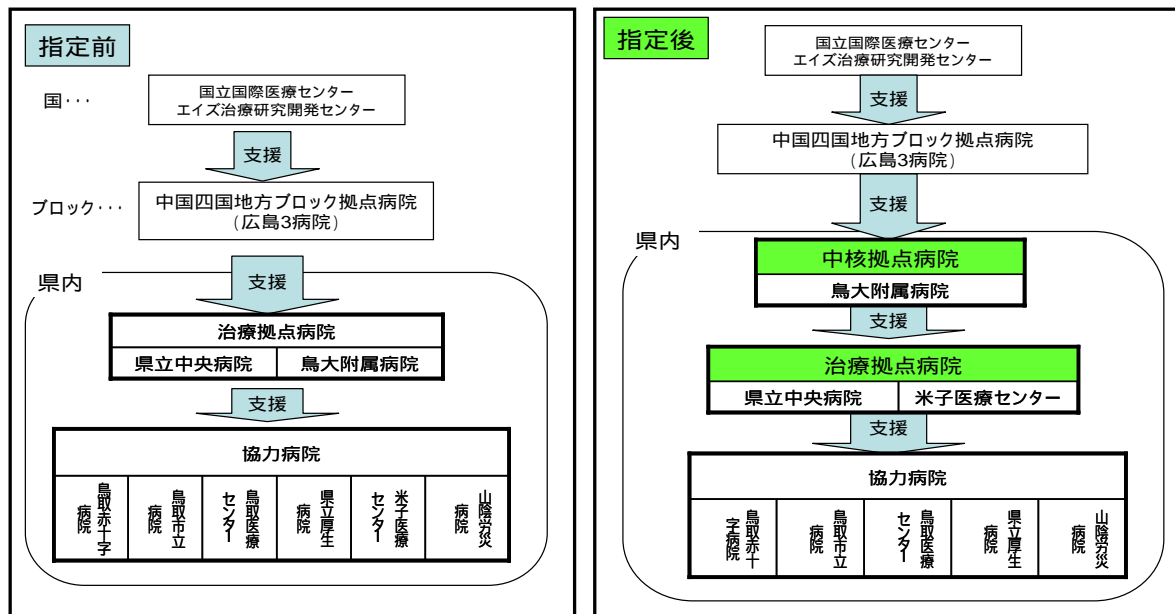 指定前
国･･･
国立国際医療センター
エイズ治療研究開発センター
支援
ブロック･･･
中国四国地方ブロック拠点病院
(広島3病院)
県内
支援
治療拠点病院
県立中央病院
鳥大附属病院
支援
協力病院
鳥取赤十字
病院
鳥取市立
病院
鳥取医療
センター
県立厚生
病院
米子医療
センター
山陰労災
病院
指定後
国立国際医療センター
エイズ治療研究開発センター
支援
中国四国地方ブロック拠点病院
(広島3病院)
支援
県内
中核拠点病院
鳥大附属病院
支援
治療拠点病院
県立中央病院
米子医療センター
支援
協力病院
鳥取赤十
字病院
鳥取市立
病院
鳥取医療
センター
県立厚生
病院
山陰労災
病院